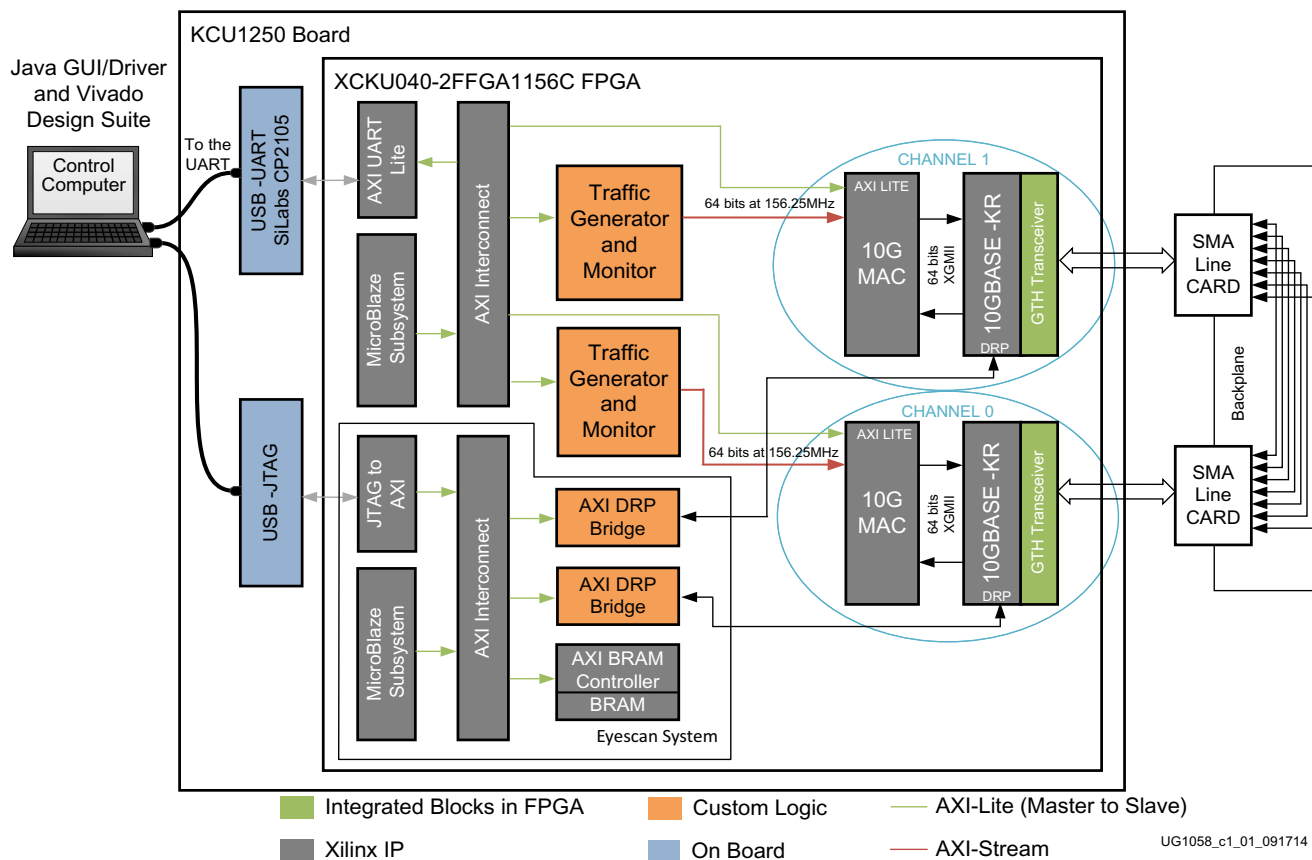 KCU1250 Board
Java GUI/Driver
and Vivado
Design Suite
Control
Computer
To the
UART
USB -UART
SiLabs CP2105
USB -JTAG
XCKU040-2FFGA1156C FPGA
AXI UART
Lite
MicroBlaze
Subsystem
AXI Interconnect
Traffic
Generator
and
Monitor
64 bits at 156.25MHz
Traffic
Generator
and
Monitor
64 bits at 156.25MHz
CHANNEL 1
AXI LITE
10G
MAC
64 bits
XGMII
10GBASE -KR
DRP
GTH Transceiver
CHANNEL 0
AXI LITE
10G
MAC
64 bits
XGMII
10GBASE -KR
DRP
GTH Transceiver
SMA
Line
CARD
Backplane
SMA
Line
CARD
JTAG to
AXI
MicroBlaze
Subsystem
AXI Interconnect
AXI DRP
Bridge
AXI DRP
Bridge
AXI BRAM
Controller
BRAM
Eyescan System
Integrated Blocks in FPGA
Custom Logic
AXI-Lite (Master to Slave)
Xilinx IP
On Board
AXI-Stream
UG1058_c1_01_091714